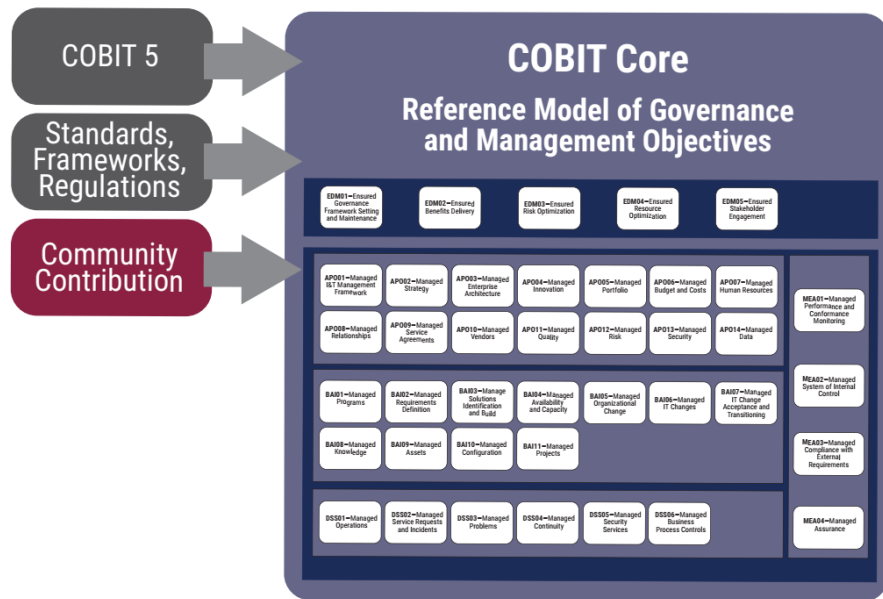 COBIT 5
Standards,
Frameworks,
Regulations
Community
Contribution
COBIT Core
Reference Model of Governance
and Management Objectives
EDM01—Ensured
Governance
Framework Setting
and Maintenance
EDM02—Ensured
Benefits Delivery
EDM03—Ensured
Risk Optimization
EDM04—Ensured
Resource
Optimization
EDM05—Ensured
Stakeholder
Engagement
APO01—Managed
I&T Management
Framework
APO02—Managed
Strategy
APO03—Managed
Enterprise
Architecture
APO04—Managed
Innovation
APO05—Managed
Portfolio
APO06—Managed
Budget and Costs
APO07—Managed
Human Resources
APO08—Managed
Relationships
APO09—Managed
Service
Agreements
APO10—Managed
Vendors
APO11—Managed
Quality
APO12—Managed
Risk
APO13—Managed
Security
APO14—Managed
Data
BAI01—Managed
Programs
BAI02—Managed
Requirements
Definition
BAI03—Manage
Solutions
Identification
and Build
BAI04—Managed
Availability
and Capacity
BAI05—Managed
Organizational
Change
BAI06—Managed
IT Changes
BAI07—Managed
IT Change
Acceptance and
Transitioning
BAI08—Managed
Knowledge
BAI09—Managed
Assets
BAI10—Managed
Configuration
BAI11—Managed
Projects
DSS01—Managed
Operations
DSS02—Managed
Service Requests
and Incidents
DSS03—Managed
Problems
DSS04—Managed
Continuity
DSS05—Managed
Security
Services
DSS06—Managed
Business
Process Controls
MEA01—Managed
Performance and
Conformance
Monitoring
MEA02—Managed
System of Internal
Control
MEA03—Managed
Compliance with
External
Requirements
MEA04—Managed
Assurance